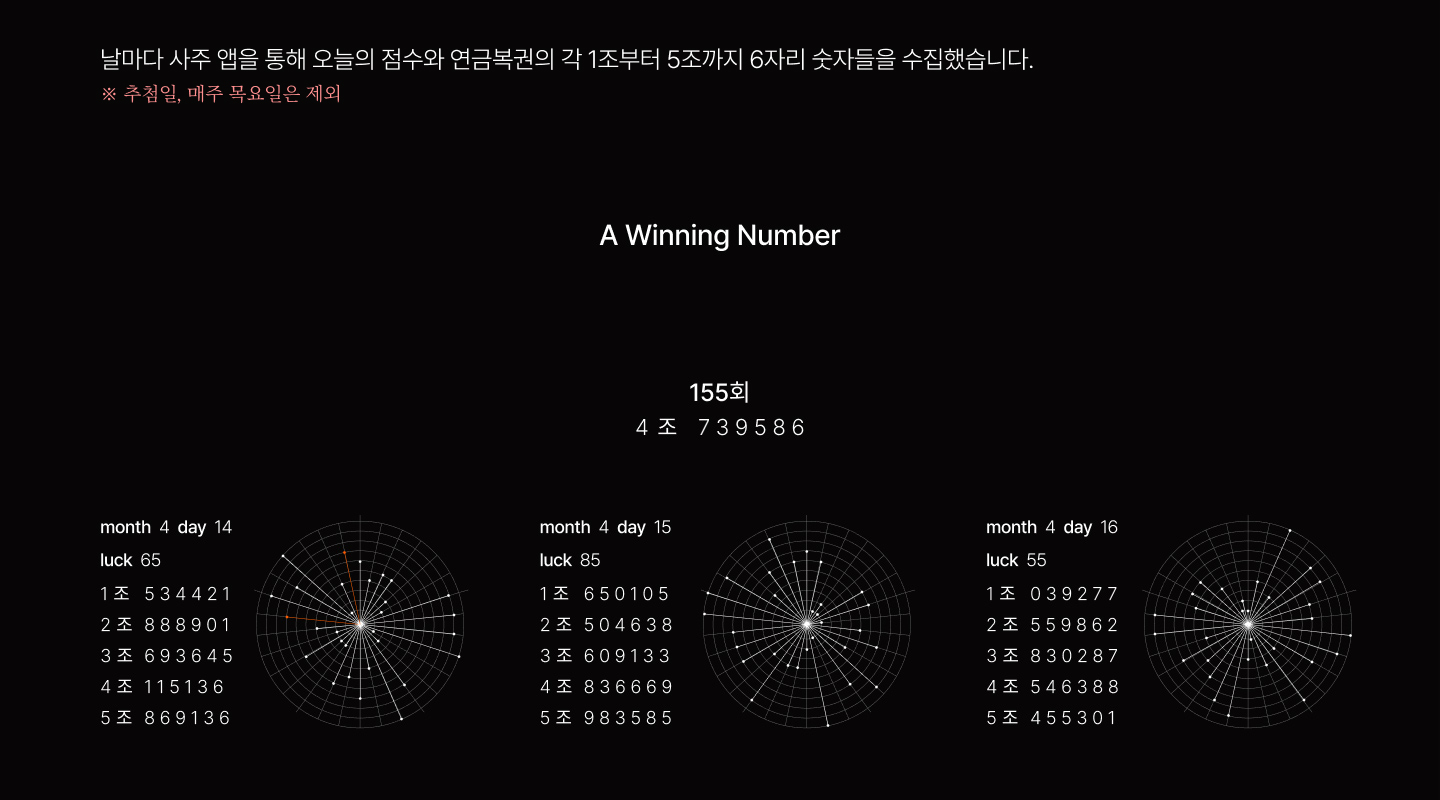 날마다 사주 앱을 통해 오늘의 점수와 연금복권의 각 1조부터 5조까지 6자리 숫자들을 수집했습니다.
※ 추첨일, 매주 목요일은 제외
A Winning Number
155회
4 조 7 3 9 5 8 6
month 4 day 14
luck 65
1 조 5 3 4 4 2 1
2 조 8 8 8 9 0 1
3 조 6 9 3 6 4 5
4 조 1 1 5 1 3 6
5 조 8 6 9 1 3 6
month 4 day 15
luck 85
1 조 6 5 0 1 0 5
2 조 5 0 4 6 3 8
3 조 6 0 9 1 3 3
4 조 8 3 6 6 6 9
5 조 9 8 3 5 8 5
month 4 day 16
luck 55
1 조 0 3 9 2 7 7
2 조 5 5 9 8 6 2
3 조 8 3 0 2 8 7
4 조 5 4 6 3 8 8
5 조 4 5 5 3 0 1